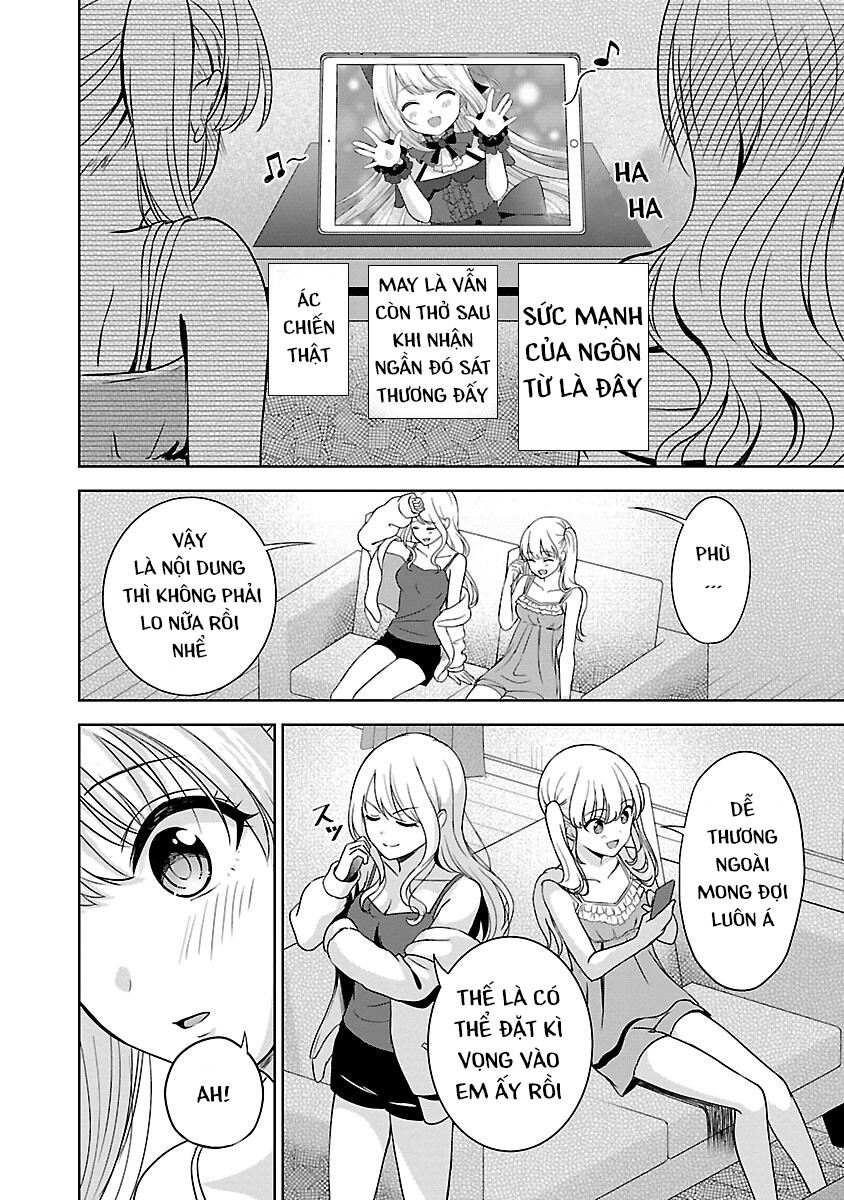 HA
HA
SỨC MẠNH
CỦA NGÔN
TỪ LÀ ĐÂY
MAY LÀ VẪN
CÒN THỞ SAU
KHI NHẬN
NGẦN ĐÓ SÁT
THƯƠNG ĐẤY
ÁC
CHIẾN
THẬT
PHÙ
...
VẬY
LÀ NỘI DUNG
THÌ KHÔNG PHẢI
LO NỮA RỒI
NHỂ
DỄ
THƯƠNG
NGOÀI
MONG ĐỢI
LUÔN Á
スッ
THẾ LÀ CÓ
THỂ ĐẶT KÌ
VỌNG VÀO
EM ẤY RỒI
AH!